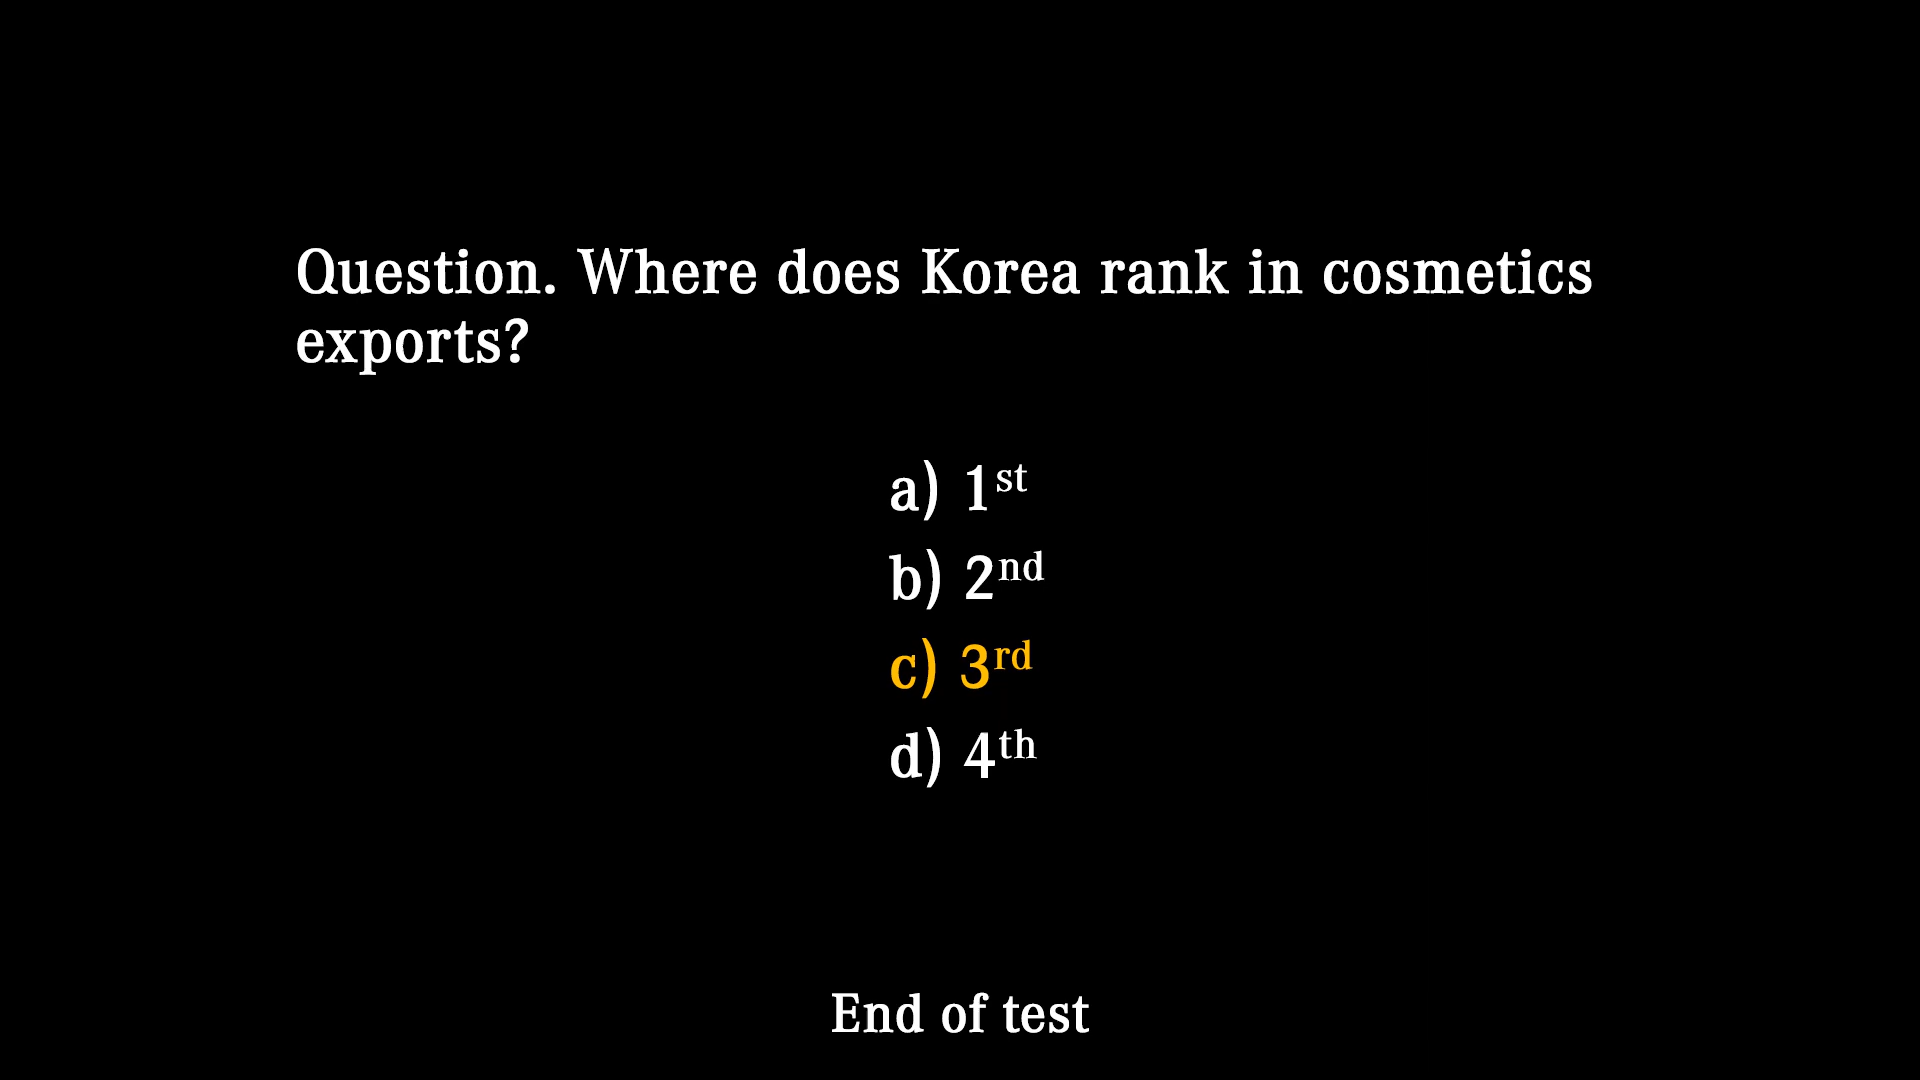 Question. Where does Korea rank in cosmetics
exports?
a) 1st
b) 2nd
c) 3rd
d) 4th
End of test